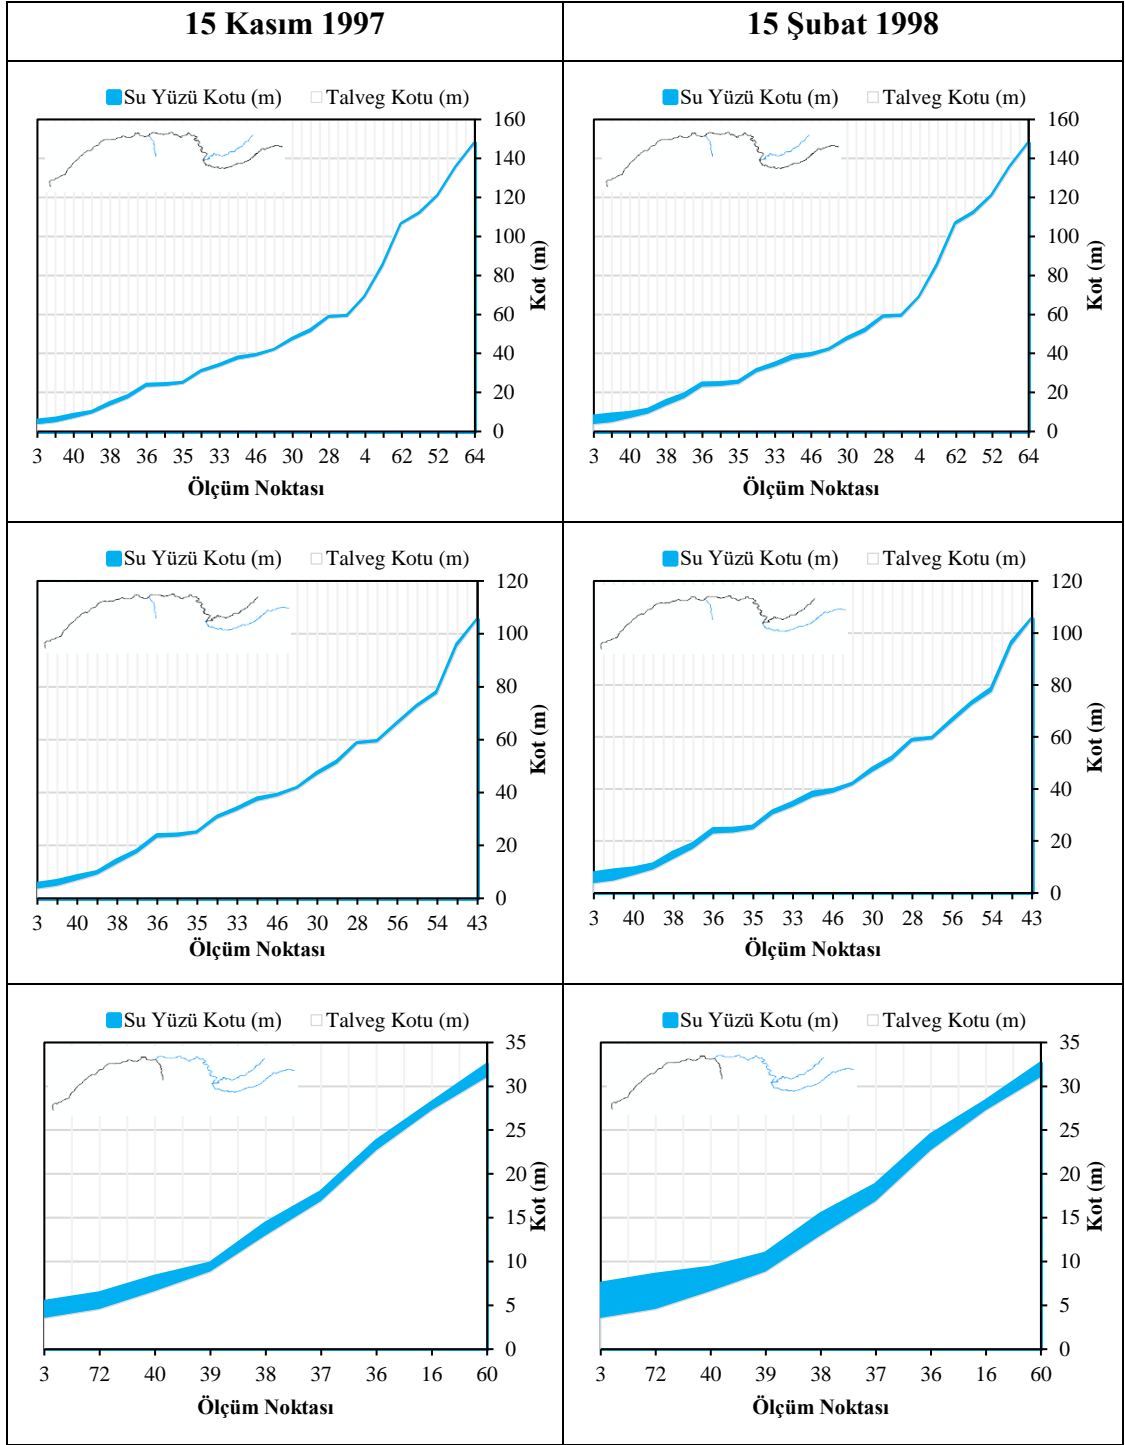 15 Kasım 1997
15 Şubat 1998
Su Yüzü Kotu (m) Talveg Kotu (m)
160
140
120
100
80
60
40
20
0
Kot (m)
3 40 38 36 35 33 46 30 28 4 62 52 64
Ölçüm Noktası
Su Yüzü Kotu (m) Talveg Kotu (m)
160
140
120
100
80
60
40
20
0
Kot (m)
3 40 38 36 35 33 46 30 28 4 62 52 64
Ölçüm Noktası
Su Yüzü Kotu (m) Talveg Kotu (m)
120
100
80
60
40
20
0
Kot (m)
3 40 38 36 35 33 46 30 28 56 54 43
Ölçüm Noktası
Su Yüzü Kotu (m) Talveg Kotu (m)
120
100
80
60
40
20
0
Kot (m)
3 40 38 36 35 33 46 30 28 56 54 43
Ölçüm Noktası
Su Yüzü Kotu (m) Talveg Kotu (m)
35
30
25
20
15
10
5
0
Kot (m)
3 72 40 39 38 37 36 16 60
Ölçüm Noktası
Su Yüzü Kotu (m) Talveg Kotu (m)
35
30
25
20
15
10
5
0
Kot (m)
3 72 40 39 38 37 36 16 60
Ölçüm Noktası